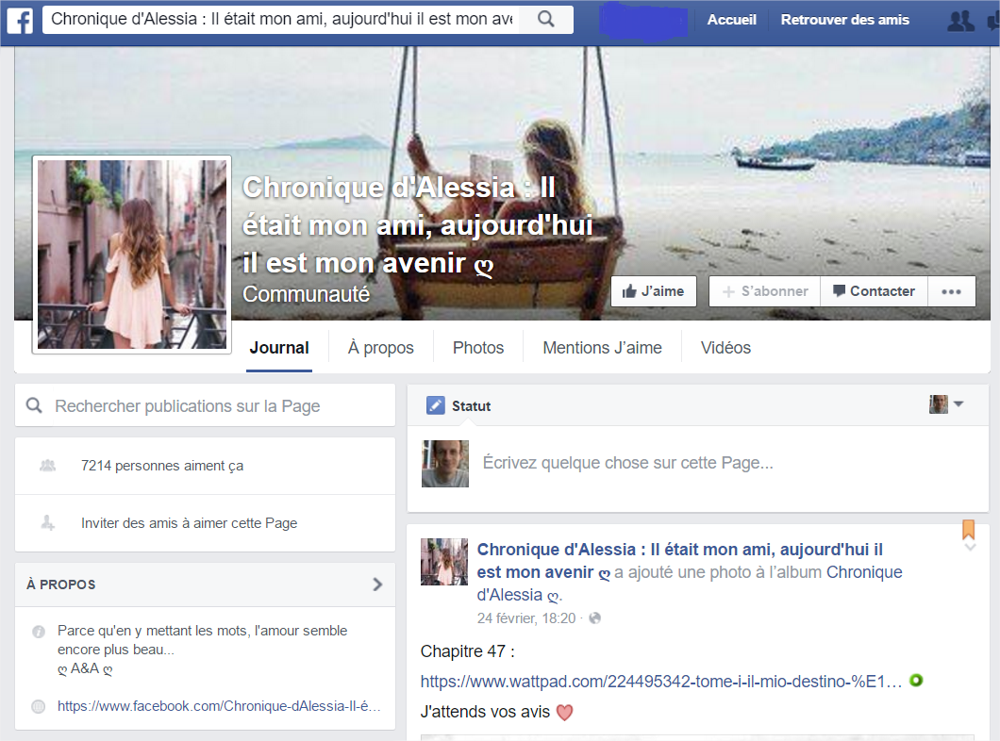 f
Chronique d'Alessia : Il était mon ami, aujourd'hui il est mon ave
Accueil
Retrouver des amis
Chronique d'Alessia : Il
était mon ami, aujourd'hui
il est mon avenir ღ
Communauté
J'aime
S'abonner
Contacter
Journal
À propos
Photos
Mentions J'aime
Vidéos
Rechercher publications sur la Page
7214 personnes aiment ça
Inviter des amis à aimer cette Page
À PROPOS
Parce qu'en y mettant les mots, l'amour semble
encore plus beau...
ღ A&A ღ
https://www.facebook.com/Chronique-dAlessia-Il-é…
Statut
Écrivez quelque chose sur cette Page...
Chronique d'Alessia : Il était mon ami, aujourd'hui il
est mon avenir ღ a ajouté une photo à l'album Chronique
d'Alessia ღ.
24 février, 18:20 ·
Chapitre 47 :
https://www.wattpad.com/224495342-tome-i-il-mio-destino-%E1…
J'attends vos avis ❤